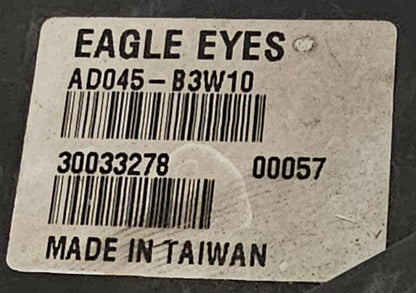 EAGLE EYES
AD045-B3W10
30033278 00057
MADE IN TAIWAN